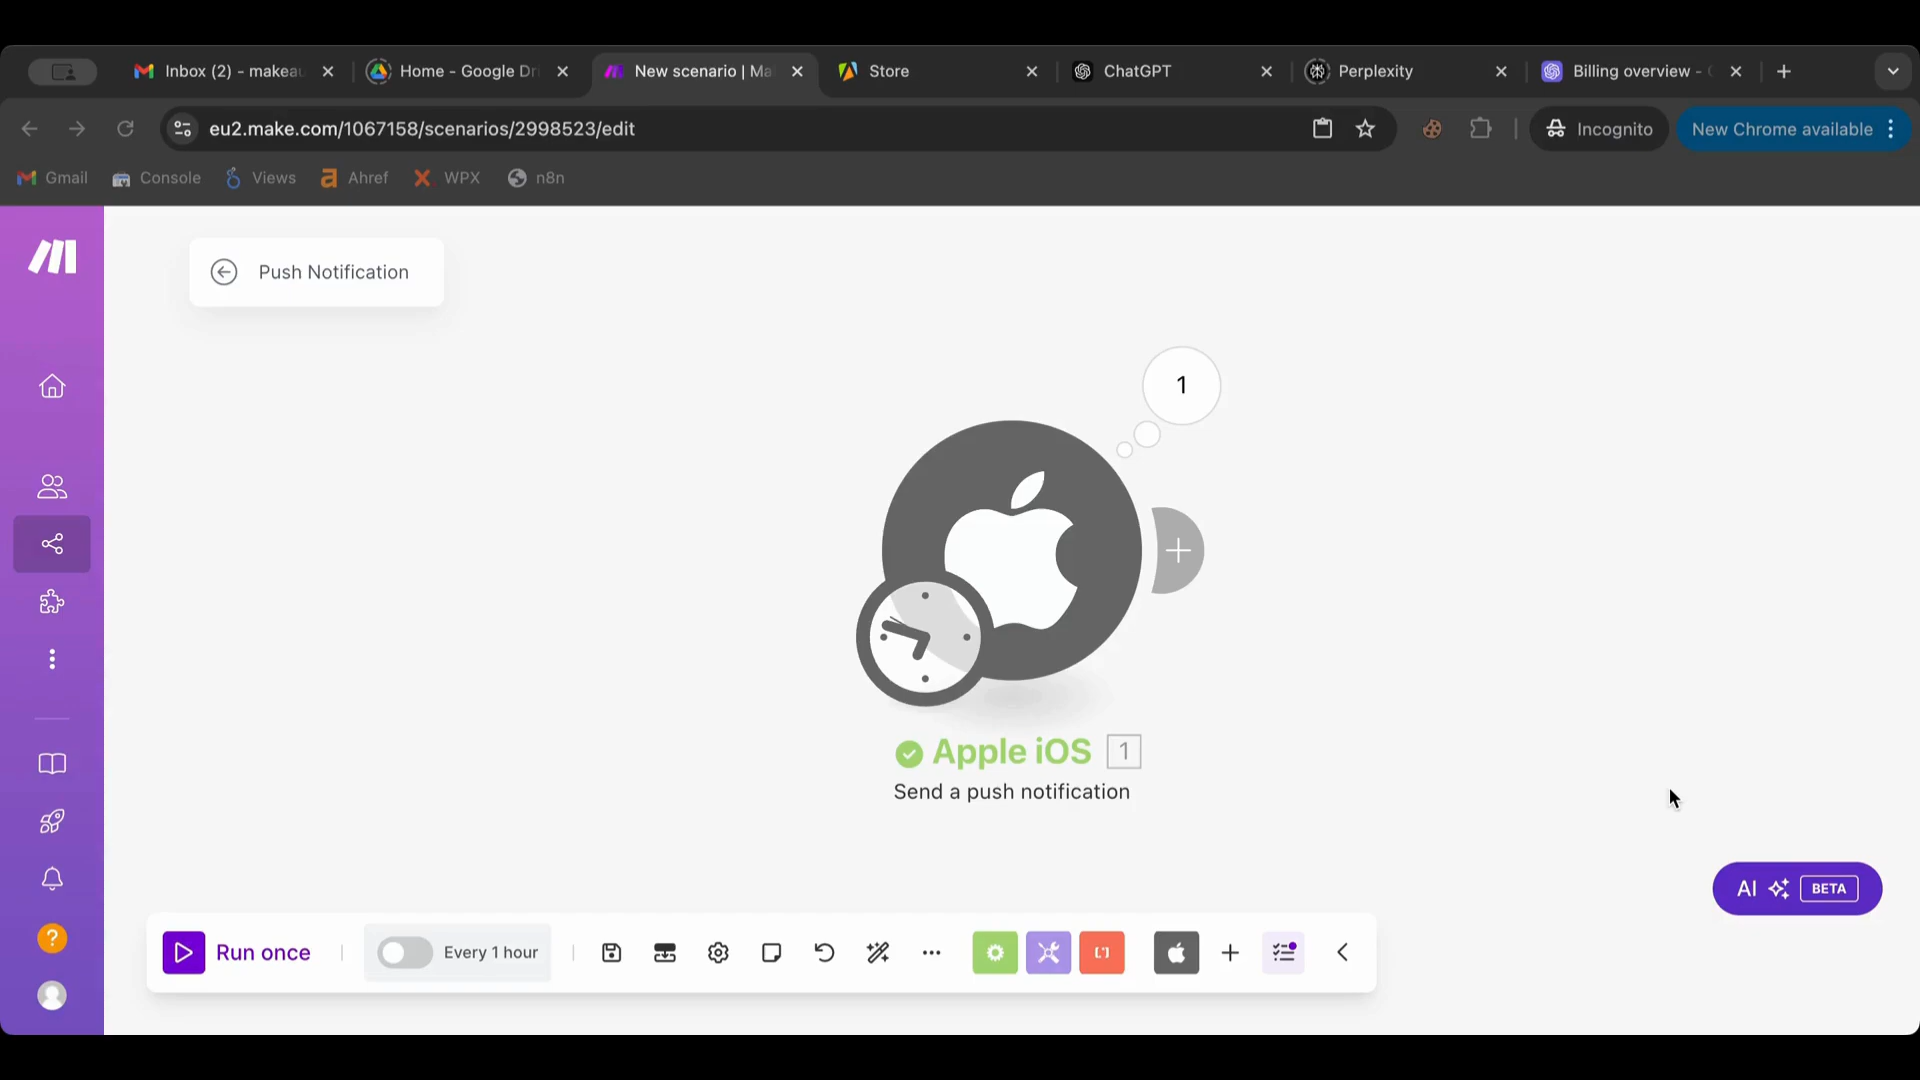 Inbox (2) - makeau
Home - Google Dri
New scenario | Ma
Store
ChatGPT
Perplexity
Billing overview -
eu2.make.com/1067158/scenarios/2998523/edit
Incognito
New Chrome available
Gmail
Console
Views
Ahref
WPX
n8n
Push Notification
1
Apple iOS 1
Send a push notification
AI BETA
?
Run once
Every 1 hour